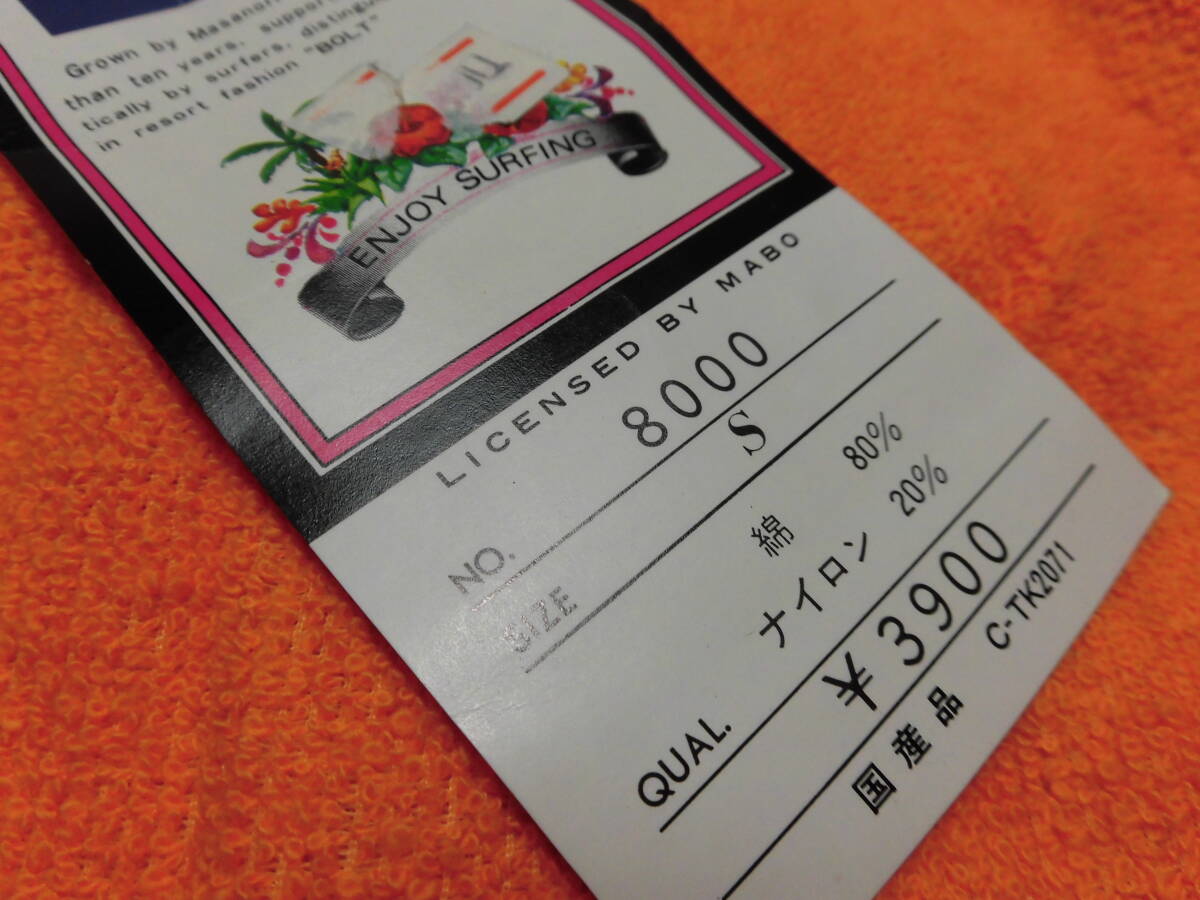 Grown by Masanori
than ten years, suppor
tically by surfers, distingu
in resort fashion "BOLT"
ENJOY SURFING
LICENSED BY MABO
NO. 8000
SIZE S
綿 80%
ナイロン 20%
QUAL.
¥3900
国産品 C-TK2071